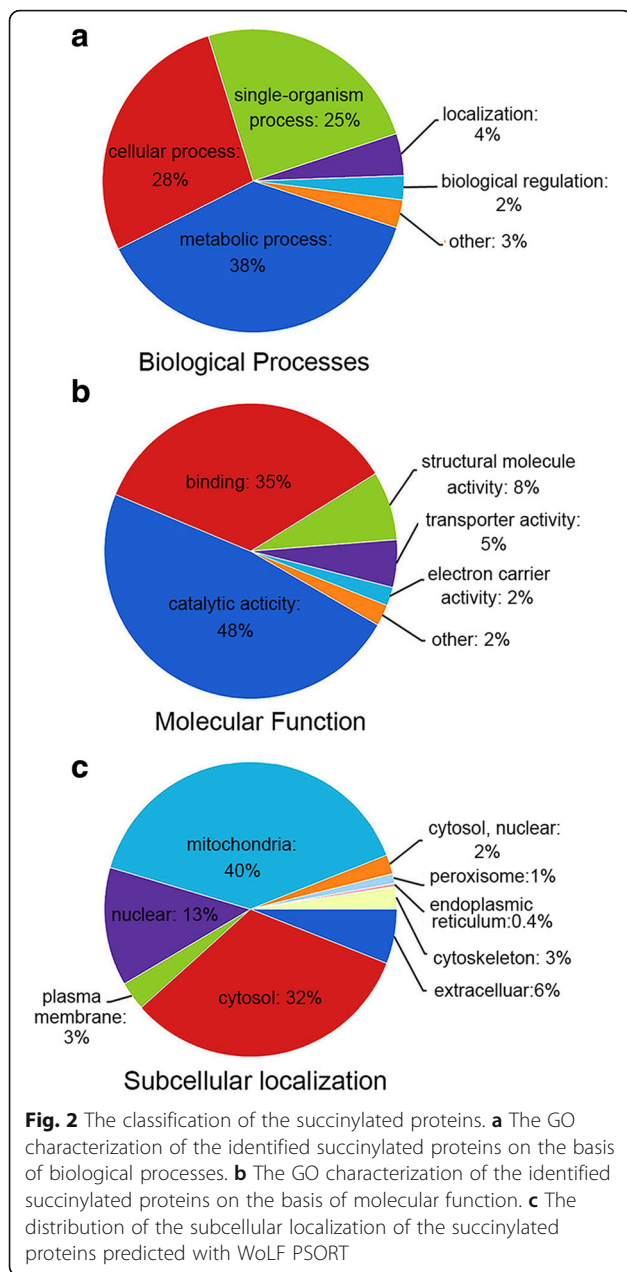 a
single-organism
process: 25%
localization:
4%
cellular process:
28%
biological regulation:
2%
metabolic process:
38%
other: 3%
Biological Processes
b
binding: 35%
structural molecule
activity: 8%
transporter activity:
5%
electron carrier
activity: 2%
catalytic acticity:
48%
other: 2%
Molecular Function
c
mitochondria:
40%
cytosol, nuclear:
2%
peroxisome:1%
endoplasmic
reticulum:0.4%
nuclear: 13%
cytoskeleton: 3%
extracelluar:6%
plasma
membrane:
3%
cytosol: 32%
Subcellular localization
Fig. 2 The classification of the succinylated proteins. a The GO
characterization of the identified succinylated proteins on the basis
of biological processes. b The GO characterization of the identified
succinylated proteins on the basis of molecular function. c The
distribution of the subcellular localization of the succinylated
proteins predicted with WoLF PSORT